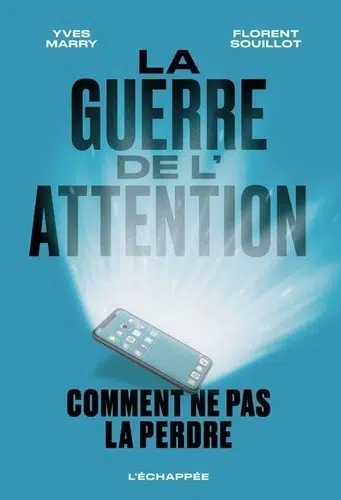 YVES
MARRY
FLORENT
SOUILLOT
LA
GUERRE
DE L'
ATTENTION
COMMENT NE PAS
LA PERDRE
L'ÉCHAPPÉE